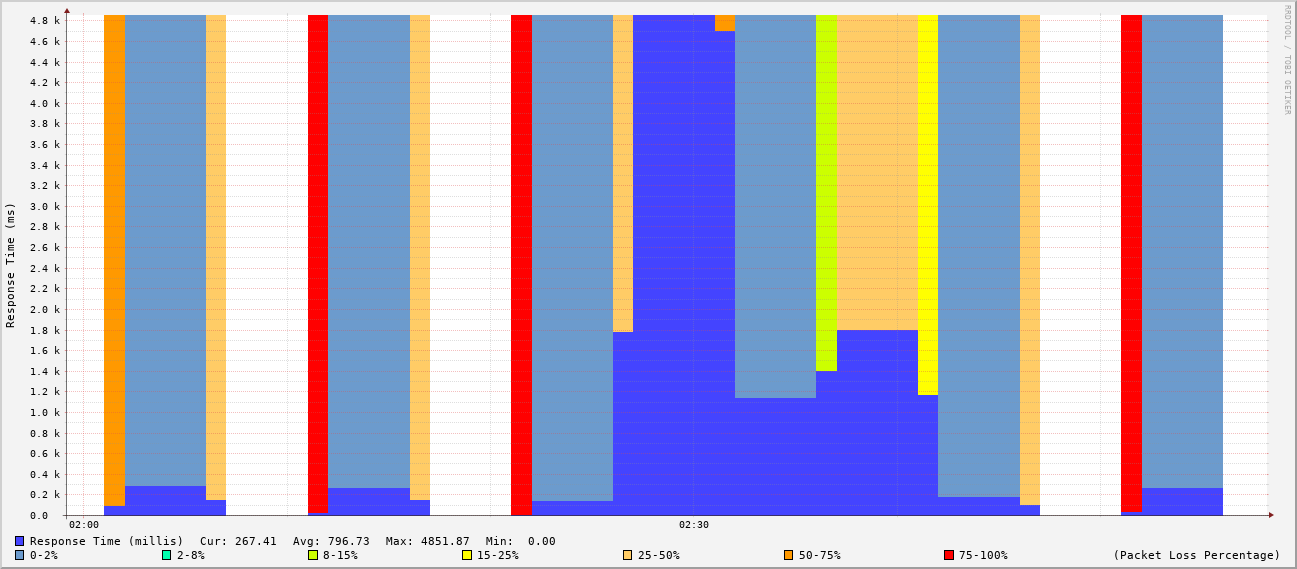 RRDTOOL / TOBI OETIKER
Response Time (ms)
4.8 k
4.6 k
4.4 k
4.2 k
4.0 k
3.8 k
3.6 k
3.4 k
3.2 k
3.0 k
2.8 k
2.6 k
2.4 k
2.2 k
2.0 k
1.8 k
1.6 k
1.4 k
1.2 k
1.0 k
0.8 k
0.6 k
0.4 k
0.2 k
0.0
02:00 02:30
Response Time (millis) Cur: 267.41 Avg: 796.73 Max: 4851.87 Min: 0.00
0-2% 2-8% 8-15% 15-25% 25-50% 50-75% 75-100% (Packet Loss Percentage)